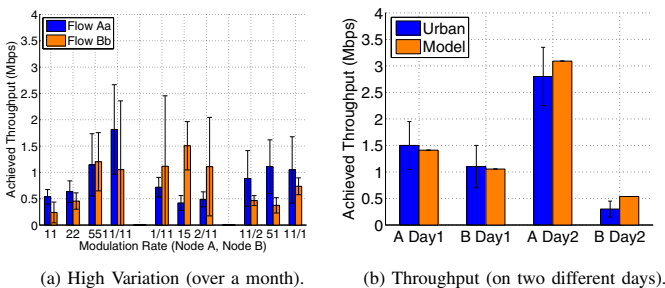 4
3.5
3
2.5
2
1.5
1
0.5
0
Achieved Throughput (Mbps)
Flow Aa
Flow Bb
11 22 5511/11 1/11 15 2/11 11/2 51 11/1
Modulation Rate (Node A, Node B)
(a) High Variation (over a month).
4
3.5
3
2.5
2
1.5
1
0.5
0
Achieved Throughput (Mbps)
Urban
Model
A Day1 B Day1 A Day2 B Day2
(b) Throughput (on two different days).